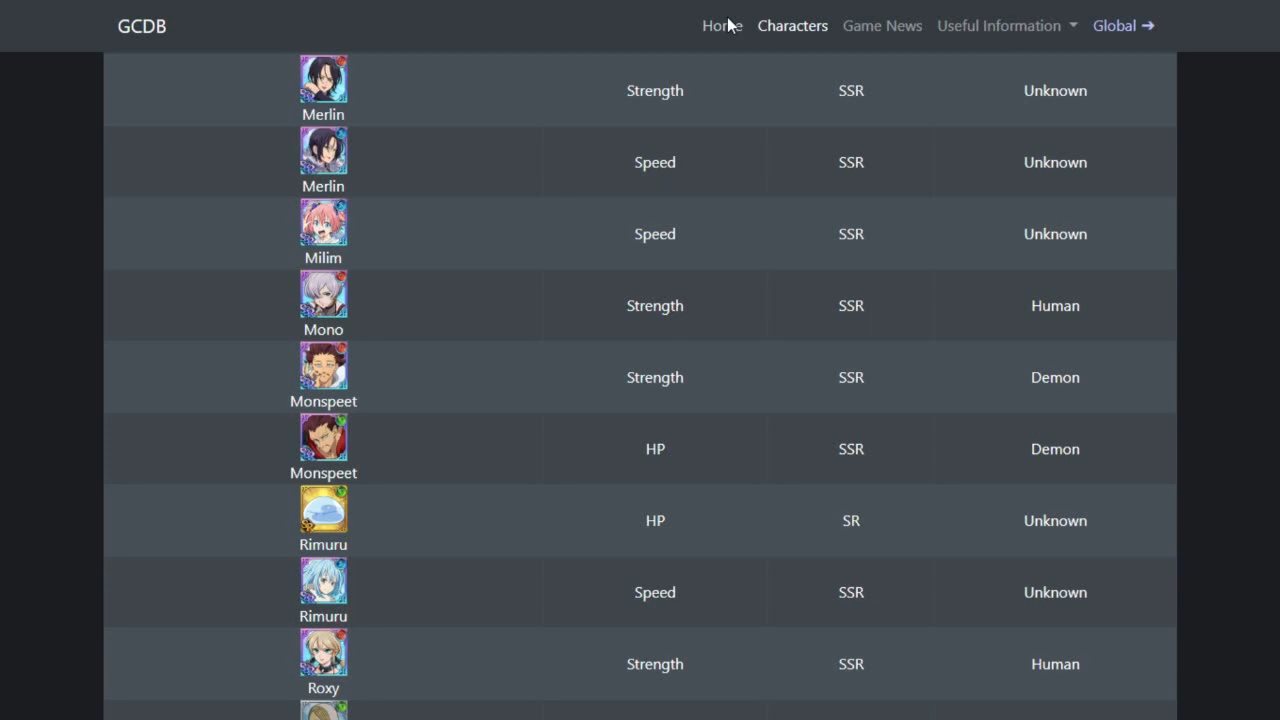 GCDB Home Characters Game News Useful Information Global ➔
Strength SSR Unknown
Merlin
Speed SSR Unknown
Merlin
Speed SSR Unknown
Milim
Strength SSR Human
Mono
Strength SSR Demon
Monspeet
HP SSR Demon
Monspeet
HP SR Unknown
Rimuru
Speed SSR Unknown
Rimuru
Strength SSR Human
Roxy